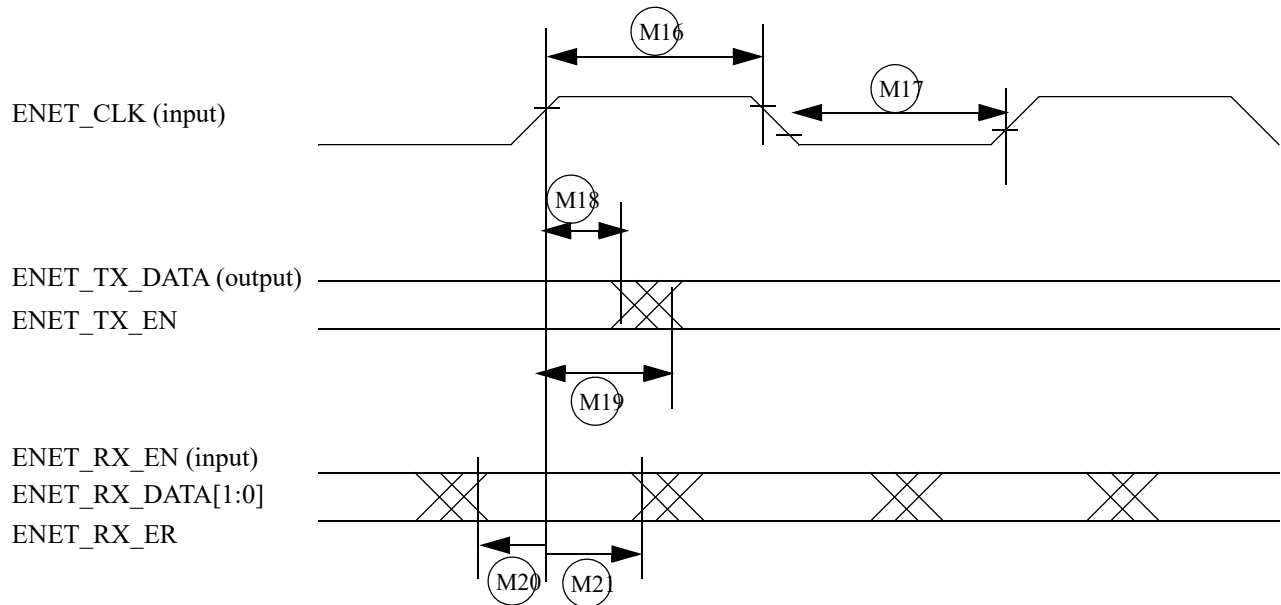 M16
M17
ENET_CLK (input)
M18
ENET_TX_DATA (output)
ENET_TX_EN
M19
ENET_RX_EN (input)
ENET_RX_DATA[1:0]
ENET_RX_ER
M20
M21